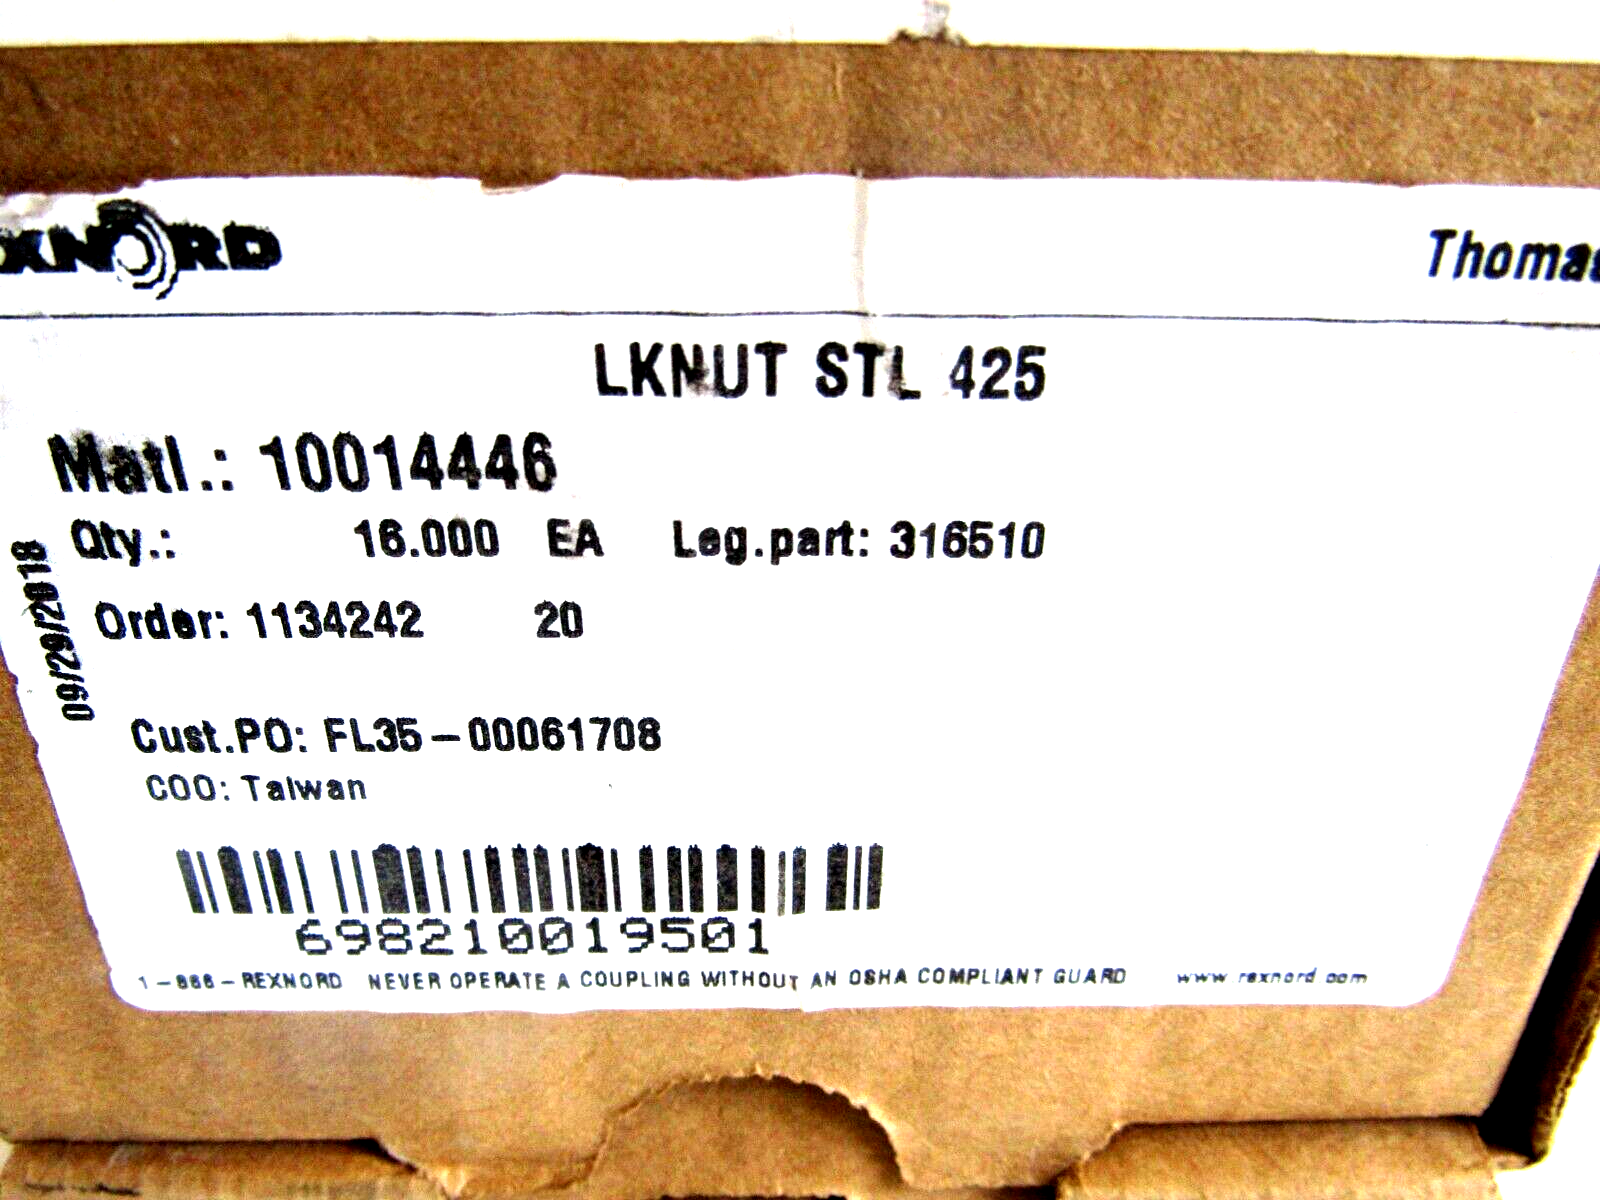 XNORD
Thomas
LKNUT STL 425
Matl.: 10014446
Qty.: 16.000 EA Leg.part: 316510
Order: 1134242 20
09/29/2018
Cust.PO: FL35-00061708
COO: Taiwan
698210019501
1-866-REXNORD NEVER OPERATE A COUPLING WITHOUT AN OSHA COMPLIANT GUARD www.rexnord.com